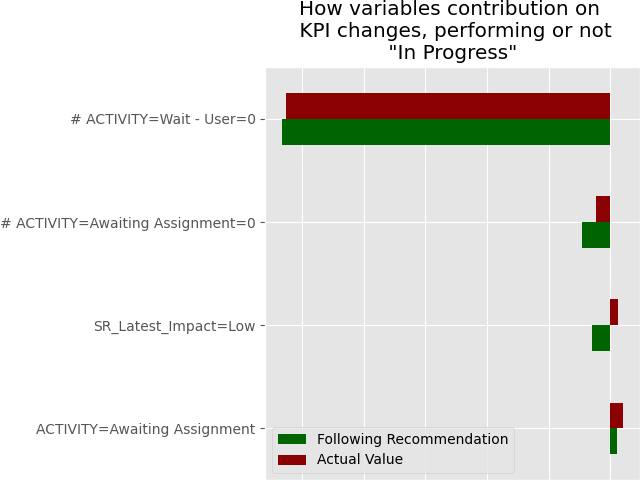 How variables contribution on
KPI changes, performing or not
"In Progress"
# ACTIVITY=Wait - User=0
# ACTIVITY=Awaiting Assignment=0
SR_Latest_Impact=Low
ACTIVITY=Awaiting Assignment
Following Recommendation
Actual Value